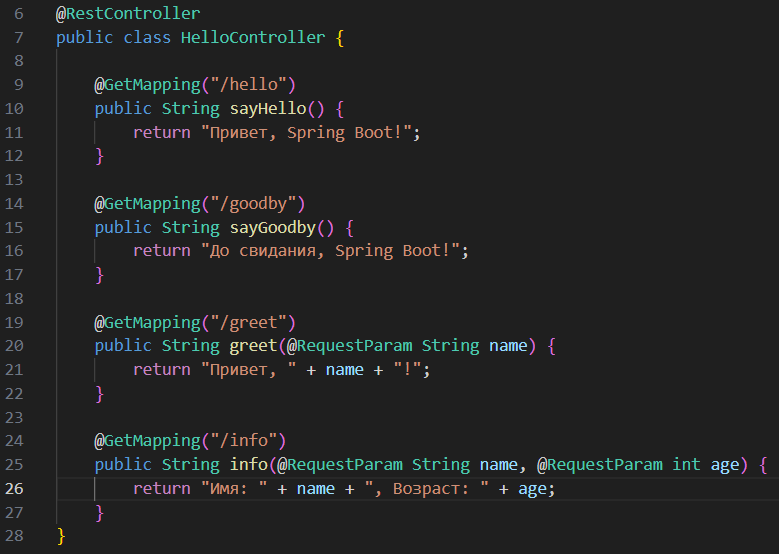 6 @RestController
7 public class HelloController {
8
9 @GetMapping("/hello")
10 public String sayHello() {
11 return "Привет, Spring Boot!";
12 }
13
14 @GetMapping("/goodby")
15 public String sayGoodby() {
16 return "До свидания, Spring Boot!";
17 }
18
19 @GetMapping("/greet")
20 public String greet(@RequestParam String name) {
21 return "Привет, " + name + "!";
22 }
23
24 @GetMapping("/info")
25 public String info(@RequestParam String name, @RequestParam int age) {
26 return "Имя: " + name + ", Возраст: " + age;
27 }
28 }